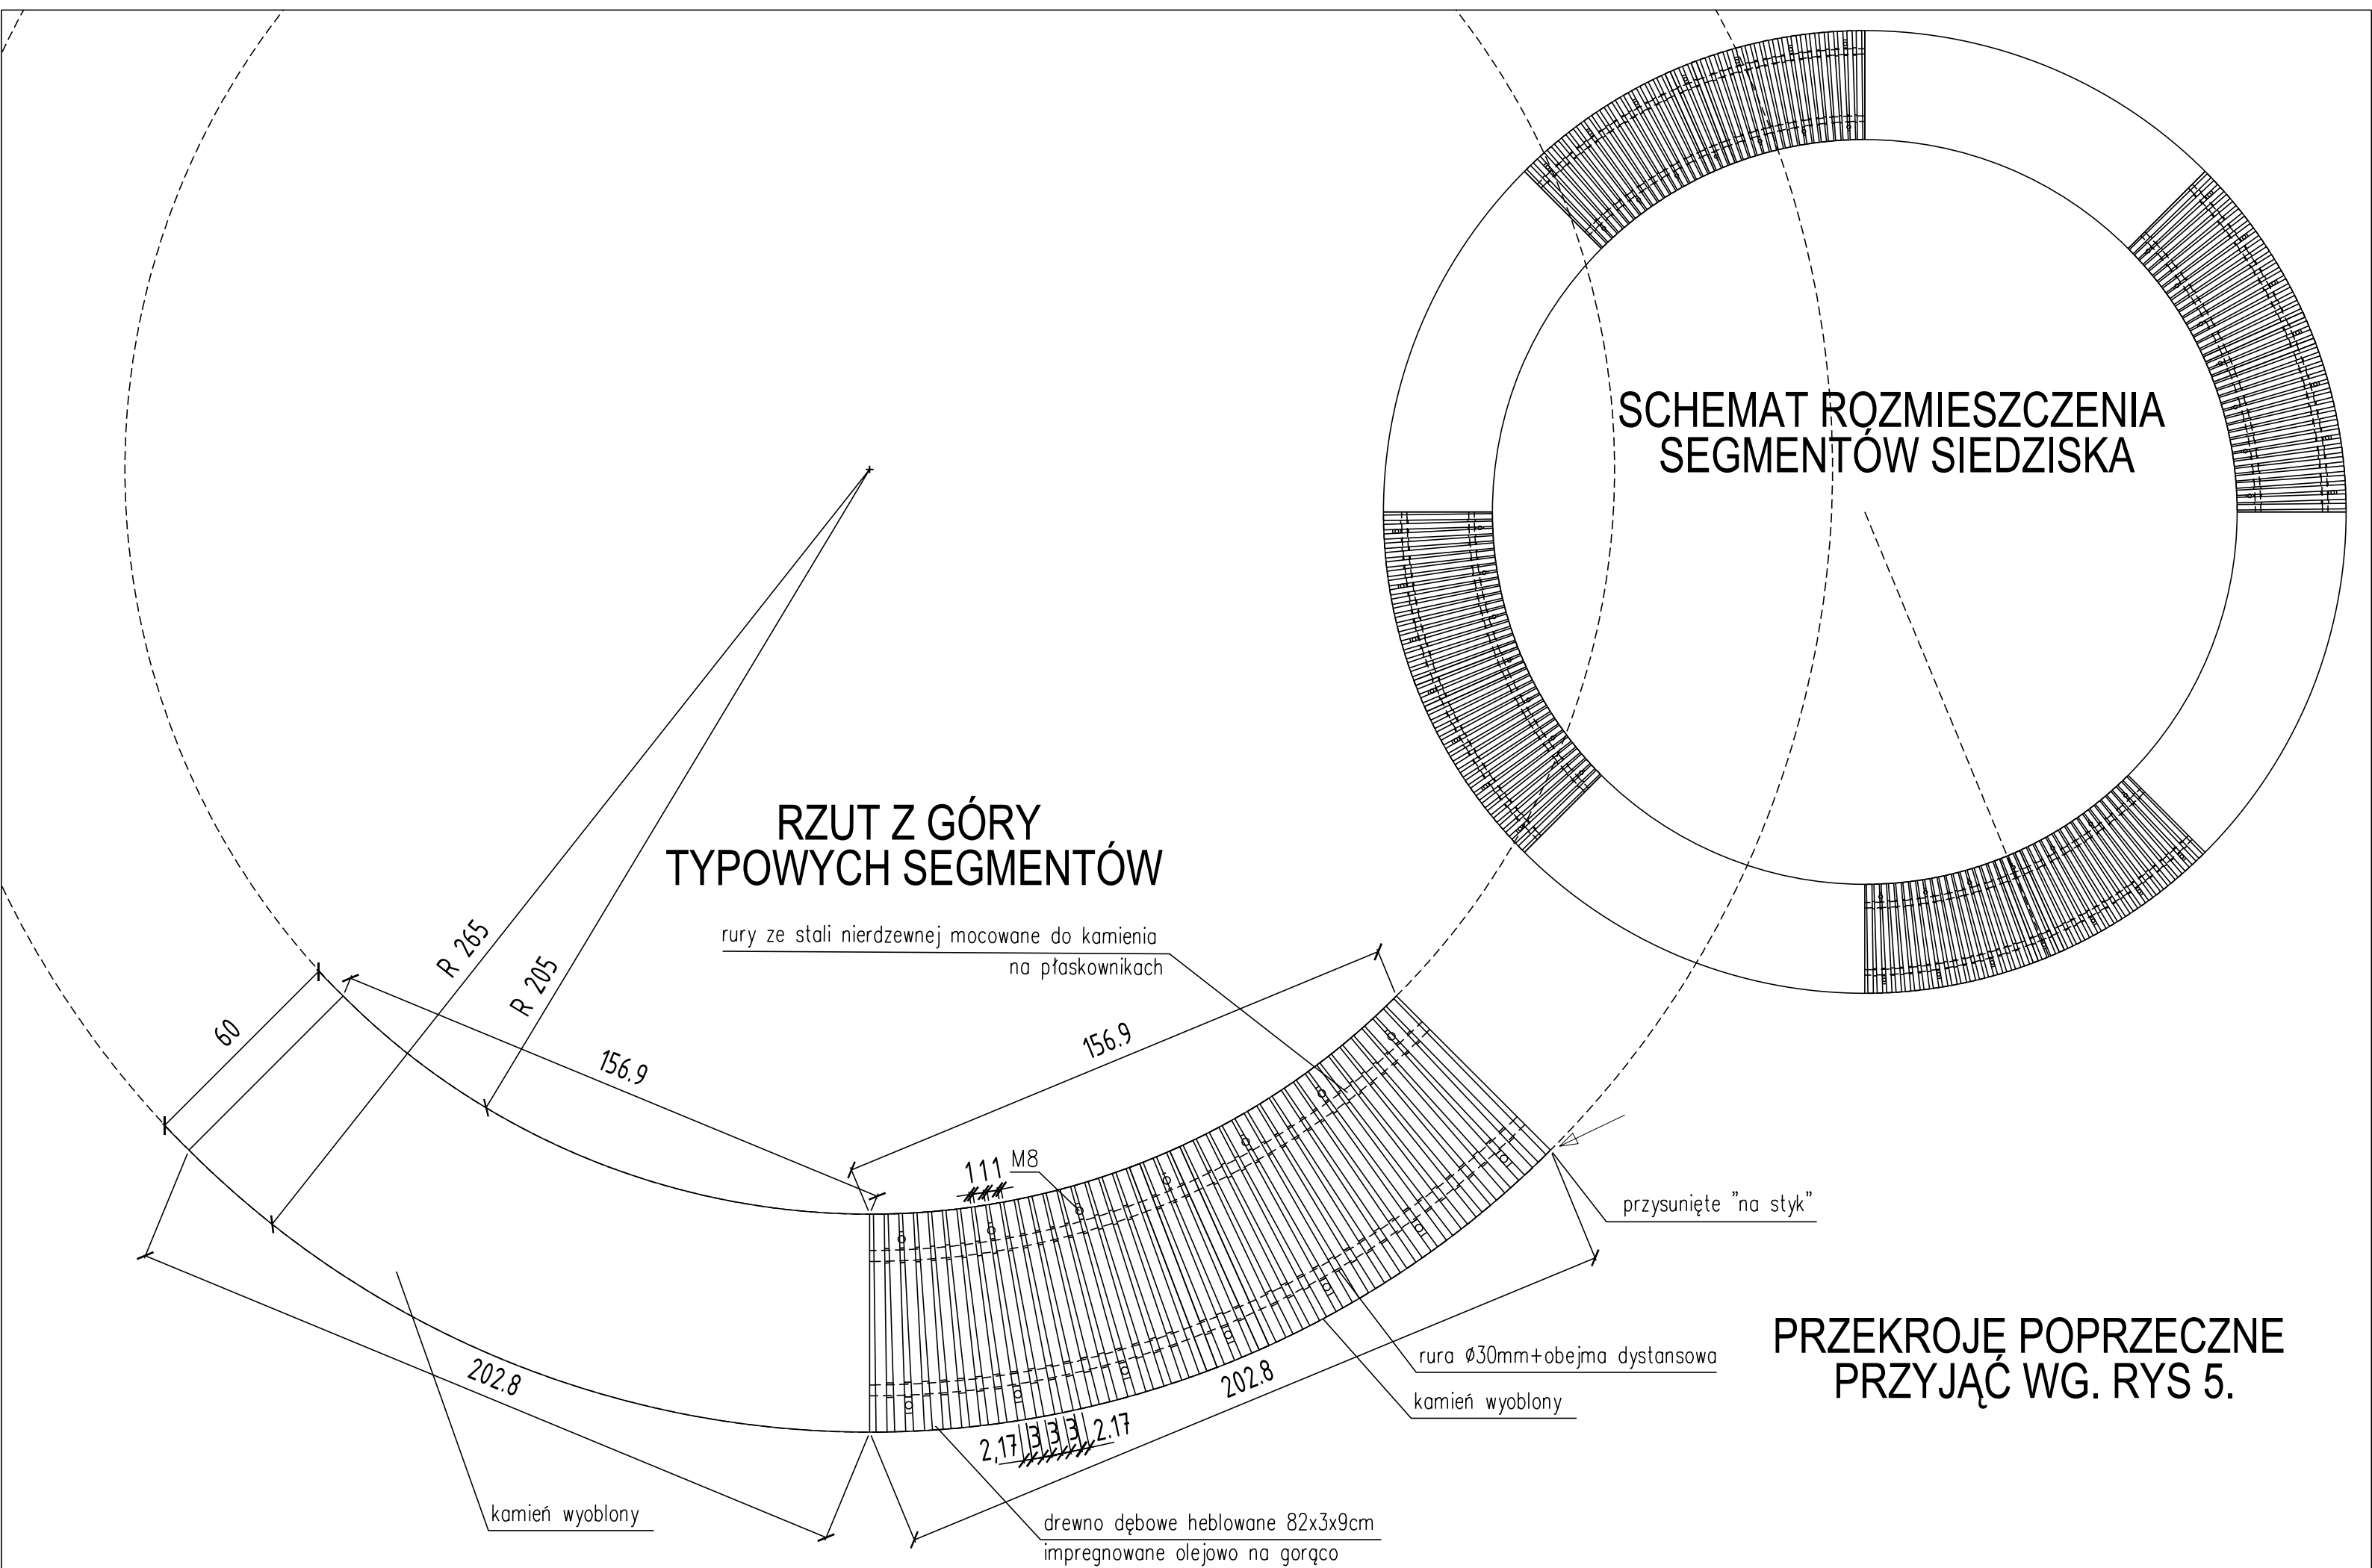 SCHEMAT ROZMIESZCZENIA
SEGMENTÓW SIEDZISKA
RZUT Z GÓRY
TYPOWYCH SEGMENTÓW
rury ze stali nierdzewnej mocowane do kamienia
na płaskownikach
R 265
R 205
60
156.9
156.9
111
M8
przysunięte "na styk"
202.8
202.8
rura Ø30mm+obejma dystansowa
kamień wyoblony
2,17 3 3 3 2.17
PRZEKROJE POPRZECZNE
PRZYJĄĆ WG. RYS 5.
kamień wyoblony
drewno dębowe heblowane 82x3x9cm
impregnowane olejowo na gorąco